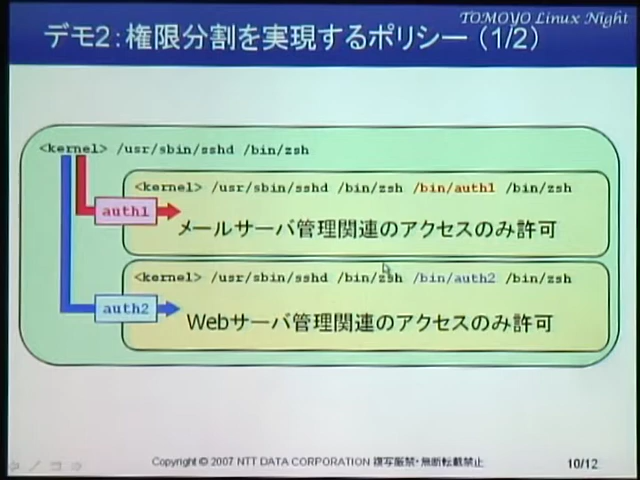 TOMOYO Linux Night
デモ2:権限分割を実現するポリシー (1/2)
<kernel> /usr/sbin/sshd /bin/zsh
<kernel> /usr/sbin/sshd /bin/zsh /bin/auth1 /bin/zsh
auth1
メールサーバ管理関連のアクセスのみ許可
<kernel> /usr/sbin/sshd /bin/zsh /bin/auth2 /bin/zsh
auth2
Webサーバ管理関連のアクセスのみ許可
Copyright © 2007 NTT DATA CORPORATION 複写厳禁・無断転載禁止
10/12